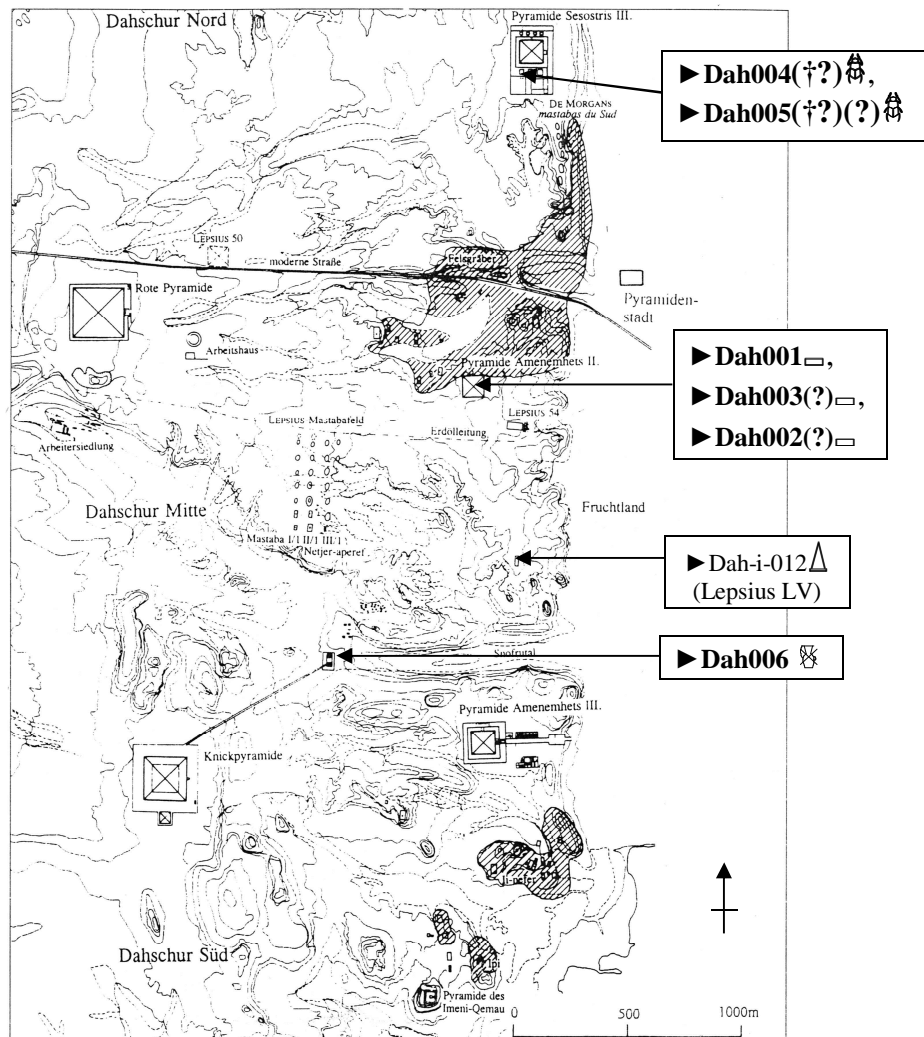 Dahschur Nord
Pyramide Sesostris III.
►Dah004(†?),
►Dah005(†?)(?)
DE MORGANS
mastabas du Sud
LEPSIUS 50
moderne Straße
Felsgräber
Rote Pyramide
Pyramiden-
stadt
Arbeitshaus
Pyramide Amenemhets II.
►Dah001,
►Dah003(?),
►Dah002(?)
LEPSIUS Mastabafeld
LEPSIUS 54
Erdölleitung
Arbeitersiedlung
Dahschur Mitte
Fruchtland
Mastaba I/1 II/1 III/1
Netjer-aperef
►Dah-i-012
(Lepsius LV)
►Dah006
Snofrutal
Pyramide Amenemhets III.
Knickpyramide
Ii-nefer
Dahschur Süd
Ipi
Pyramide des
Imeni-Qemau
0 500 1000m